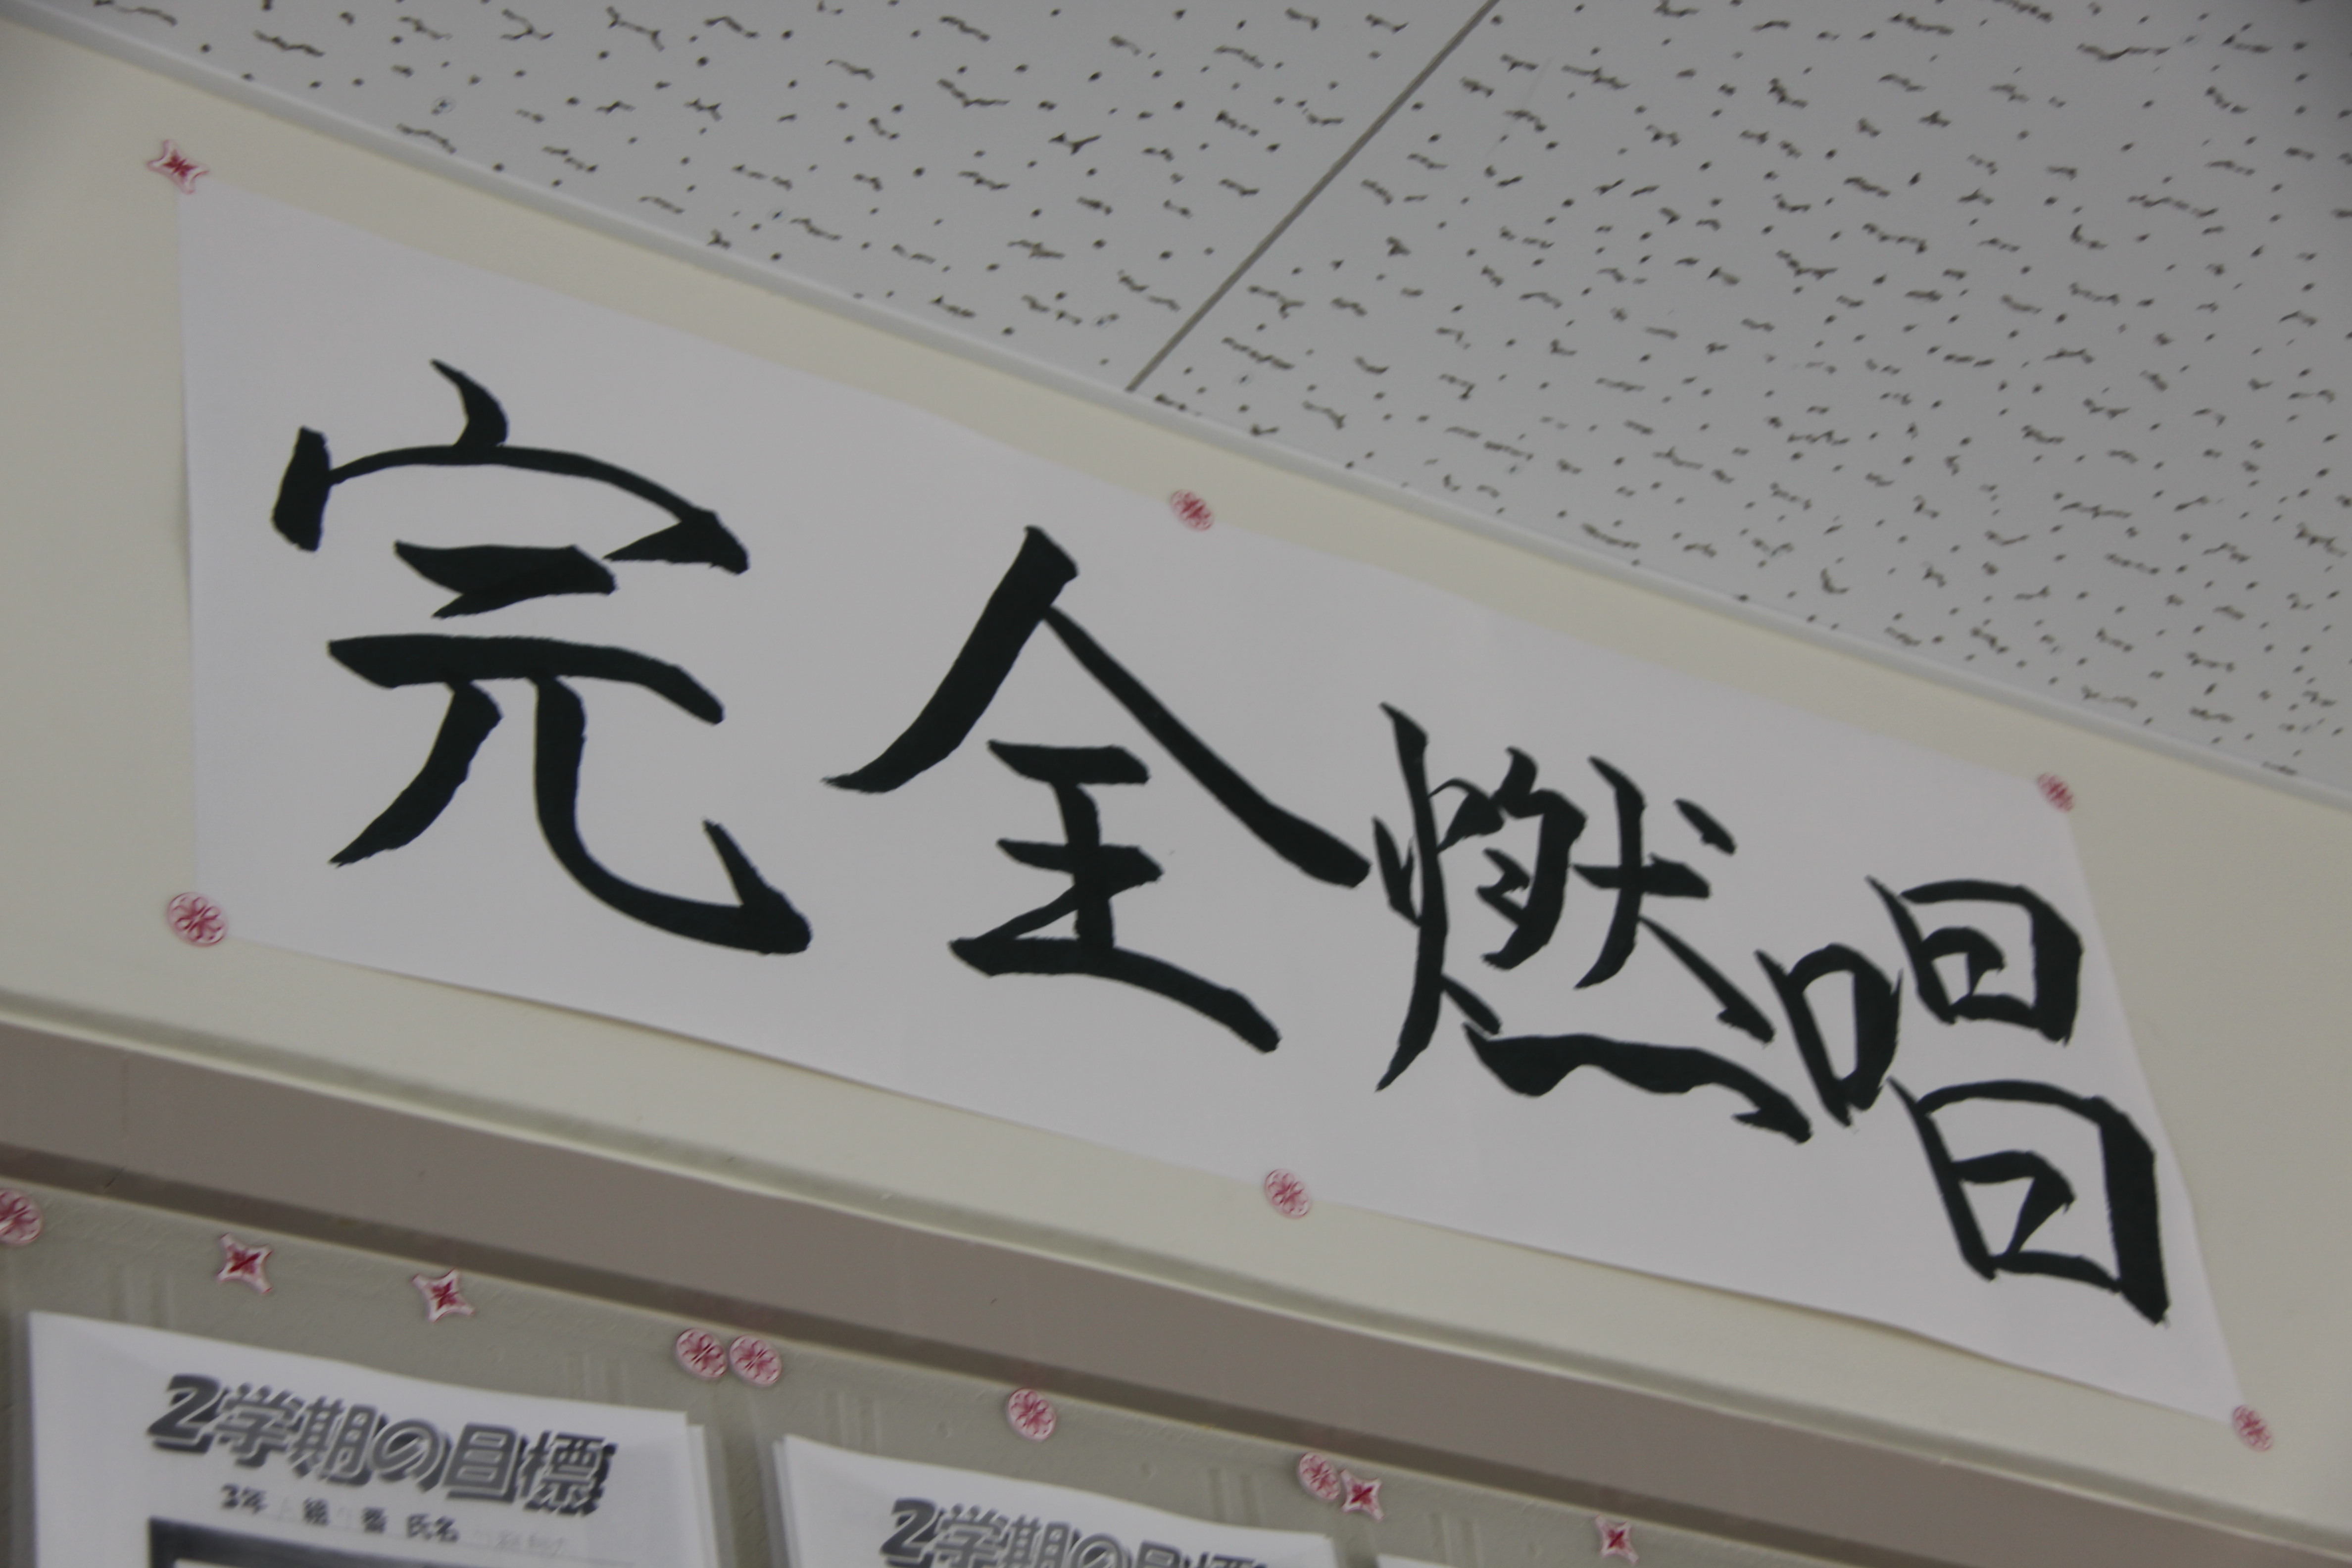 完全燃唱
2学期の目標
3年 組 番 氏名
2学期の目標